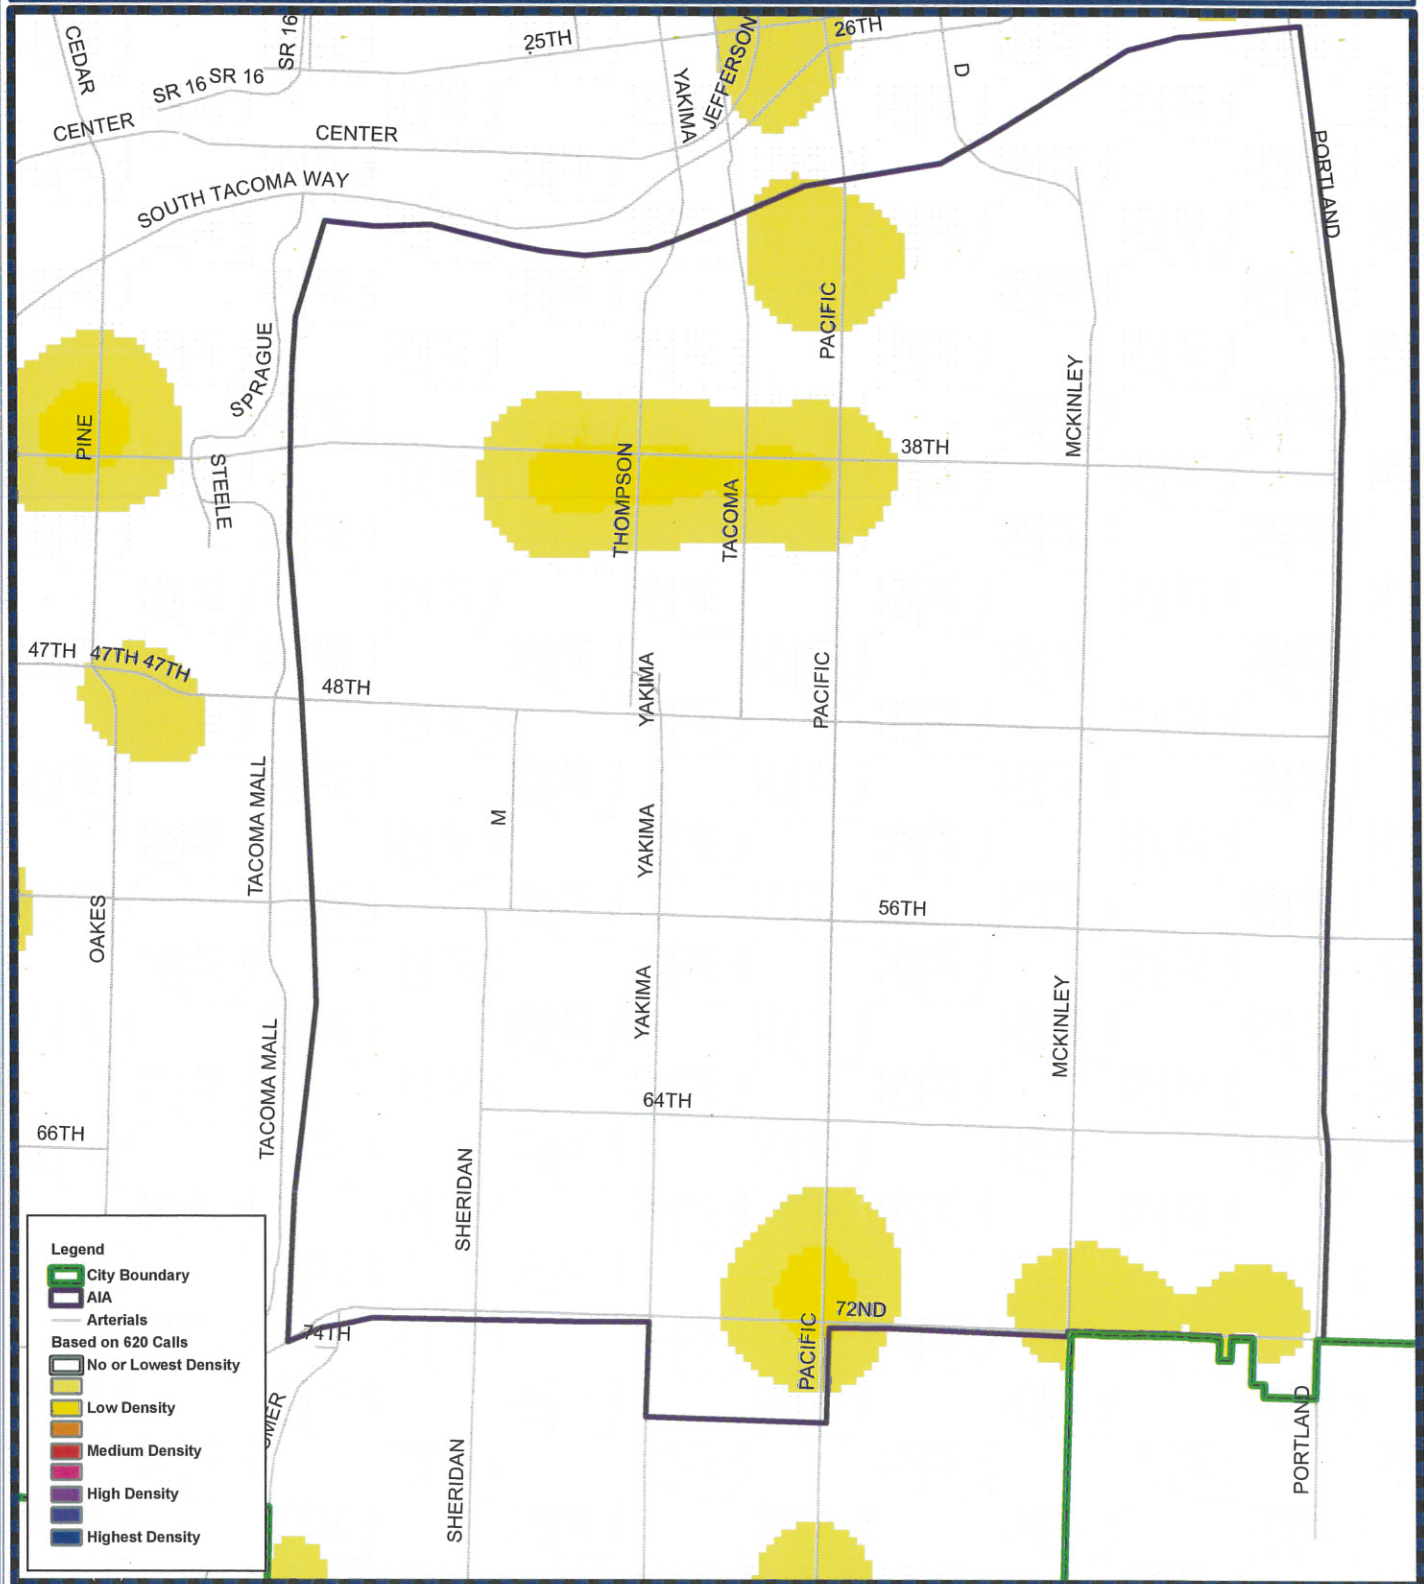 CEDAR
SR 16
SR 16
SR 16
25TH
26TH
JEFFERSON
YAKIMA
D
CENTER
CENTER
PORTLAND
SOUTH TACOMA WAY
PACIFIC
SPRAGUE
MCKINLEY
PINE
38TH
STEELE
THOMPSON
TACOMA
47TH
47TH
47TH
48TH
YAKIMA
PACIFIC
TACOMA MALL
M
YAKIMA
OAKES
56TH
YAKIMA
MCKINLEY
TACOMA MALL
64TH
66TH
SHERIDAN
72ND
74TH
PACIFIC
PORTLAND
SHERIDAN
Legend
City Boundary
AIA
Arterials
Based on 620 Calls
No or Lowest Density
Low Density
Medium Density
High Density
Highest Density